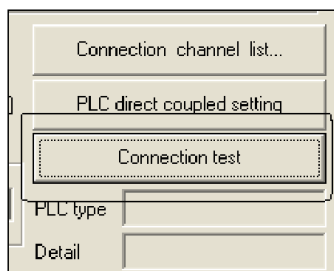 Connection channel list...
PLC direct coupled setting
Connection test
PLC type
Detail